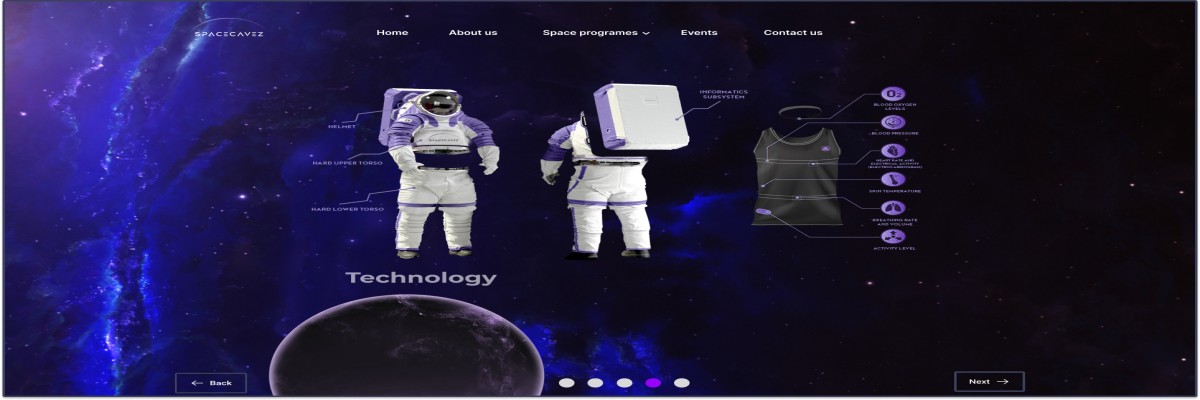 SPACECAVEZ
Home
About us
Space programes
Events
Contact us
HELMET
HARD UPPER TORSO
HARD LOWER TORSO
SPACECAVEZ
INFORMATICS
SUBSYSTEM
O₂
BLOOD OXYGEN
LEVELS
BLOOD PRESSURE
HEART RATE AND
ELECTRICAL ACTIVITY
(ELECTROCARDIOGRAM)
SKIN TEMPERATURE
BREATHING RATE
AND VOLUME
ACTIVITY LEVEL
Technology
Back
Next